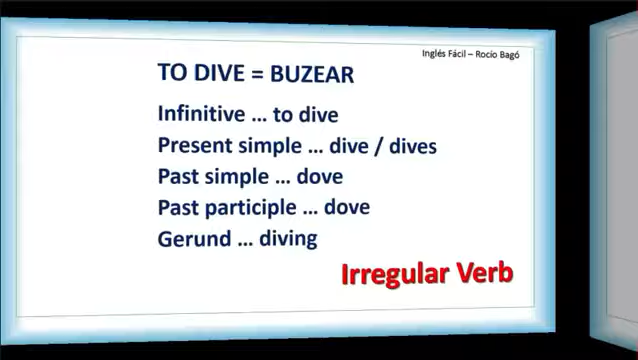 Inglés Fácil – Rocío Bagó
TO DIVE = BUZEAR
Infinitive ... to dive
Present simple ... dive / dives
Past simple ... dove
Past participle ... dove
Gerund ... diving
Irregular Verb